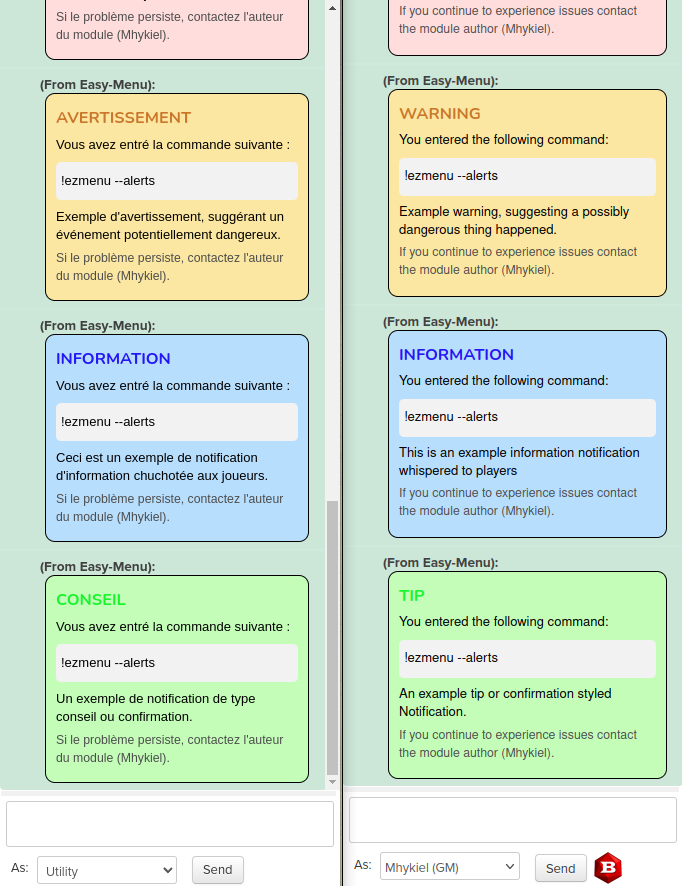 Si le problème persiste, contactez l'auteur
du module (Mhykiel).
(From Easy-Menu):
AVERTISSEMENT
Vous avez entré la commande suivante :
!ezmenu --alerts
Exemple d'avertissement, suggérant un
événement potentiellement dangereux.
Si le problème persiste, contactez l'auteur
du module (Mhykiel).
(From Easy-Menu):
INFORMATION
Vous avez entré la commande suivante :
!ezmenu --alerts
Ceci est un exemple de notification
d'information chuchotée aux joueurs.
Si le problème persiste, contactez l'auteur
du module (Mhykiel).
(From Easy-Menu):
CONSEIL
Vous avez entré la commande suivante :
!ezmenu --alerts
Un exemple de notification de type
conseil ou confirmation.
Si le problème persiste, contactez l'auteur
du module (Mhykiel).
As:
Utility
Send
If you continue to experience issues contact
the module author (Mhykiel).
(From Easy-Menu):
WARNING
You entered the following command:
!ezmenu --alerts
Example warning, suggesting a possibly
dangerous thing happened.
If you continue to experience issues contact
the module author (Mhykiel).
(From Easy-Menu):
INFORMATION
You entered the following command:
!ezmenu --alerts
This is an example information notification
whispered to players
If you continue to experience issues contact
the module author (Mhykiel).
(From Easy-Menu):
TIP
You entered the following command:
!ezmenu --alerts
An example tip or confirmation styled
Notification.
If you continue to experience issues contact
the module author (Mhykiel).
As:
Mhykiel (GM)
Send
B